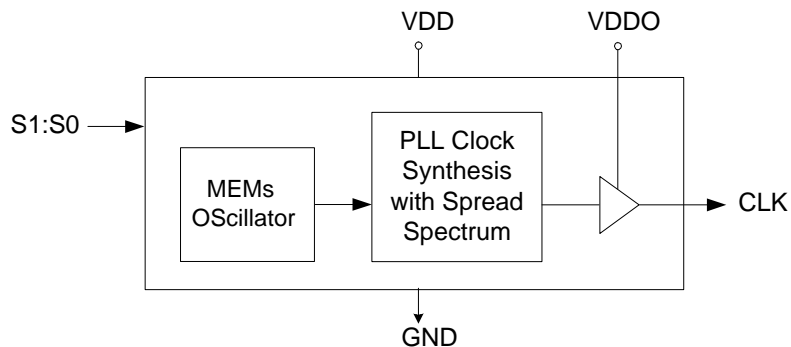 VDD
VDDO
S1:S0
MEMs
OScillator
PLL Clock
Synthesis
with Spread
Spectrum
CLK
GND